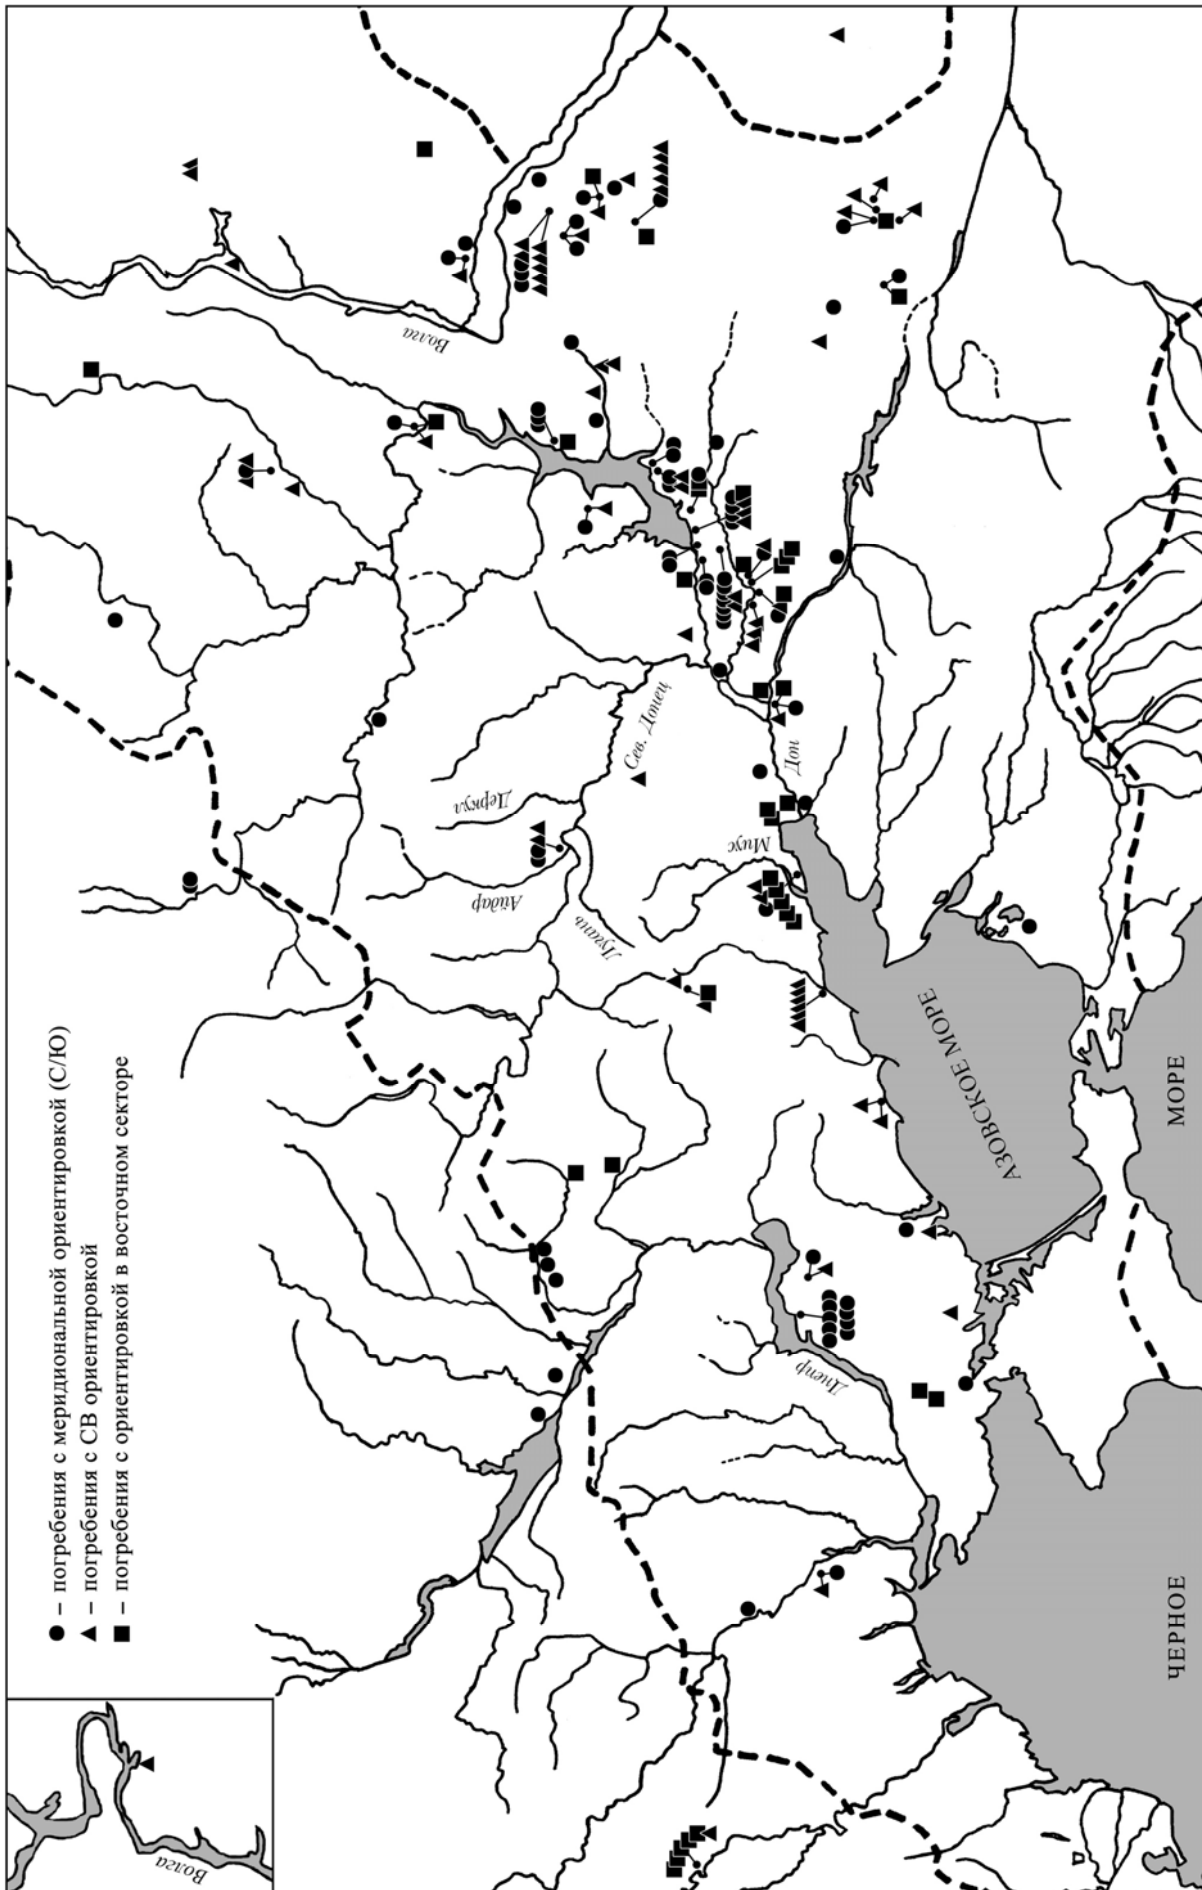 ● – погребения с меридиональной ориентировкой (С/Ю)
▲ – погребения с СВ ориентировкой
■ – погребения с ориентировкой в восточном секторе
Волга
Волга
Сев. Донец
Деркул
Айдар
Лугань
Миус
Дон
Днепр
АЗОВСКОЕ МОРЕ
ЧЕРНОЕ МОРЕ